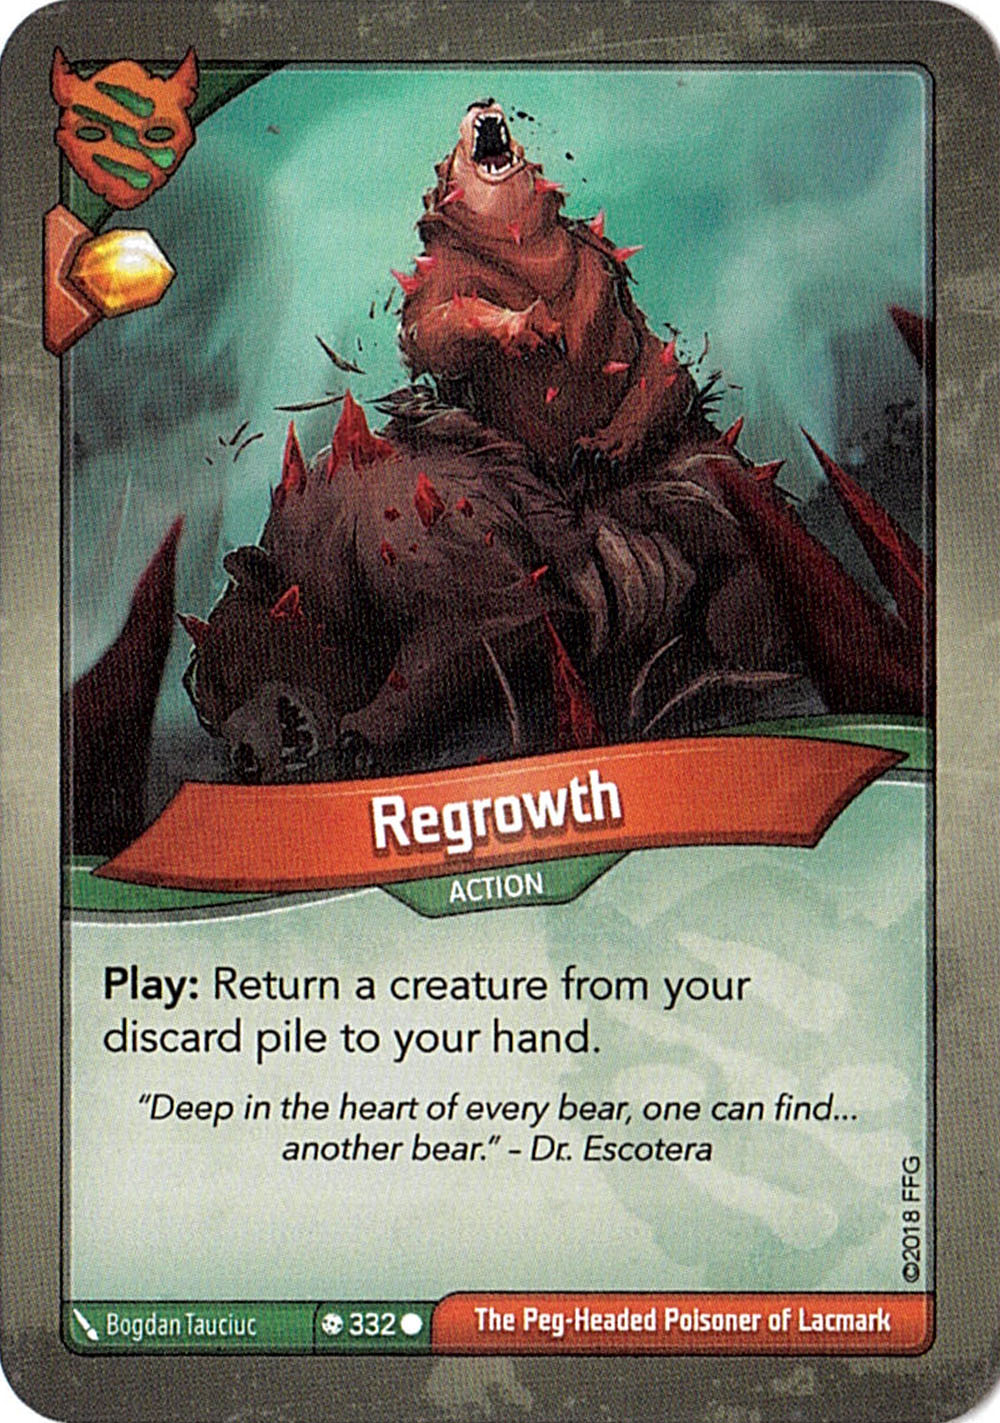 Regrowth
ACTION
Play: Return a creature from your
discard pile to your hand.
"Deep in the heart of every bear, one can find...
another bear." – Dr. Escotera
©2018 FFG
Bogdan Tauciuc
332
The Peg-Headed Poisoner of Lacmark